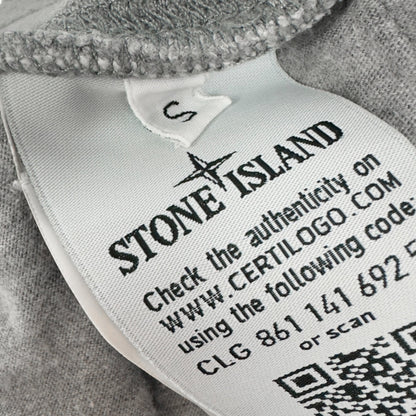 S
STONE ISLAND
Check the authenticity on
WWW.CERTILOGO.COM
using the following code:
CLG 861 141 692
or scan